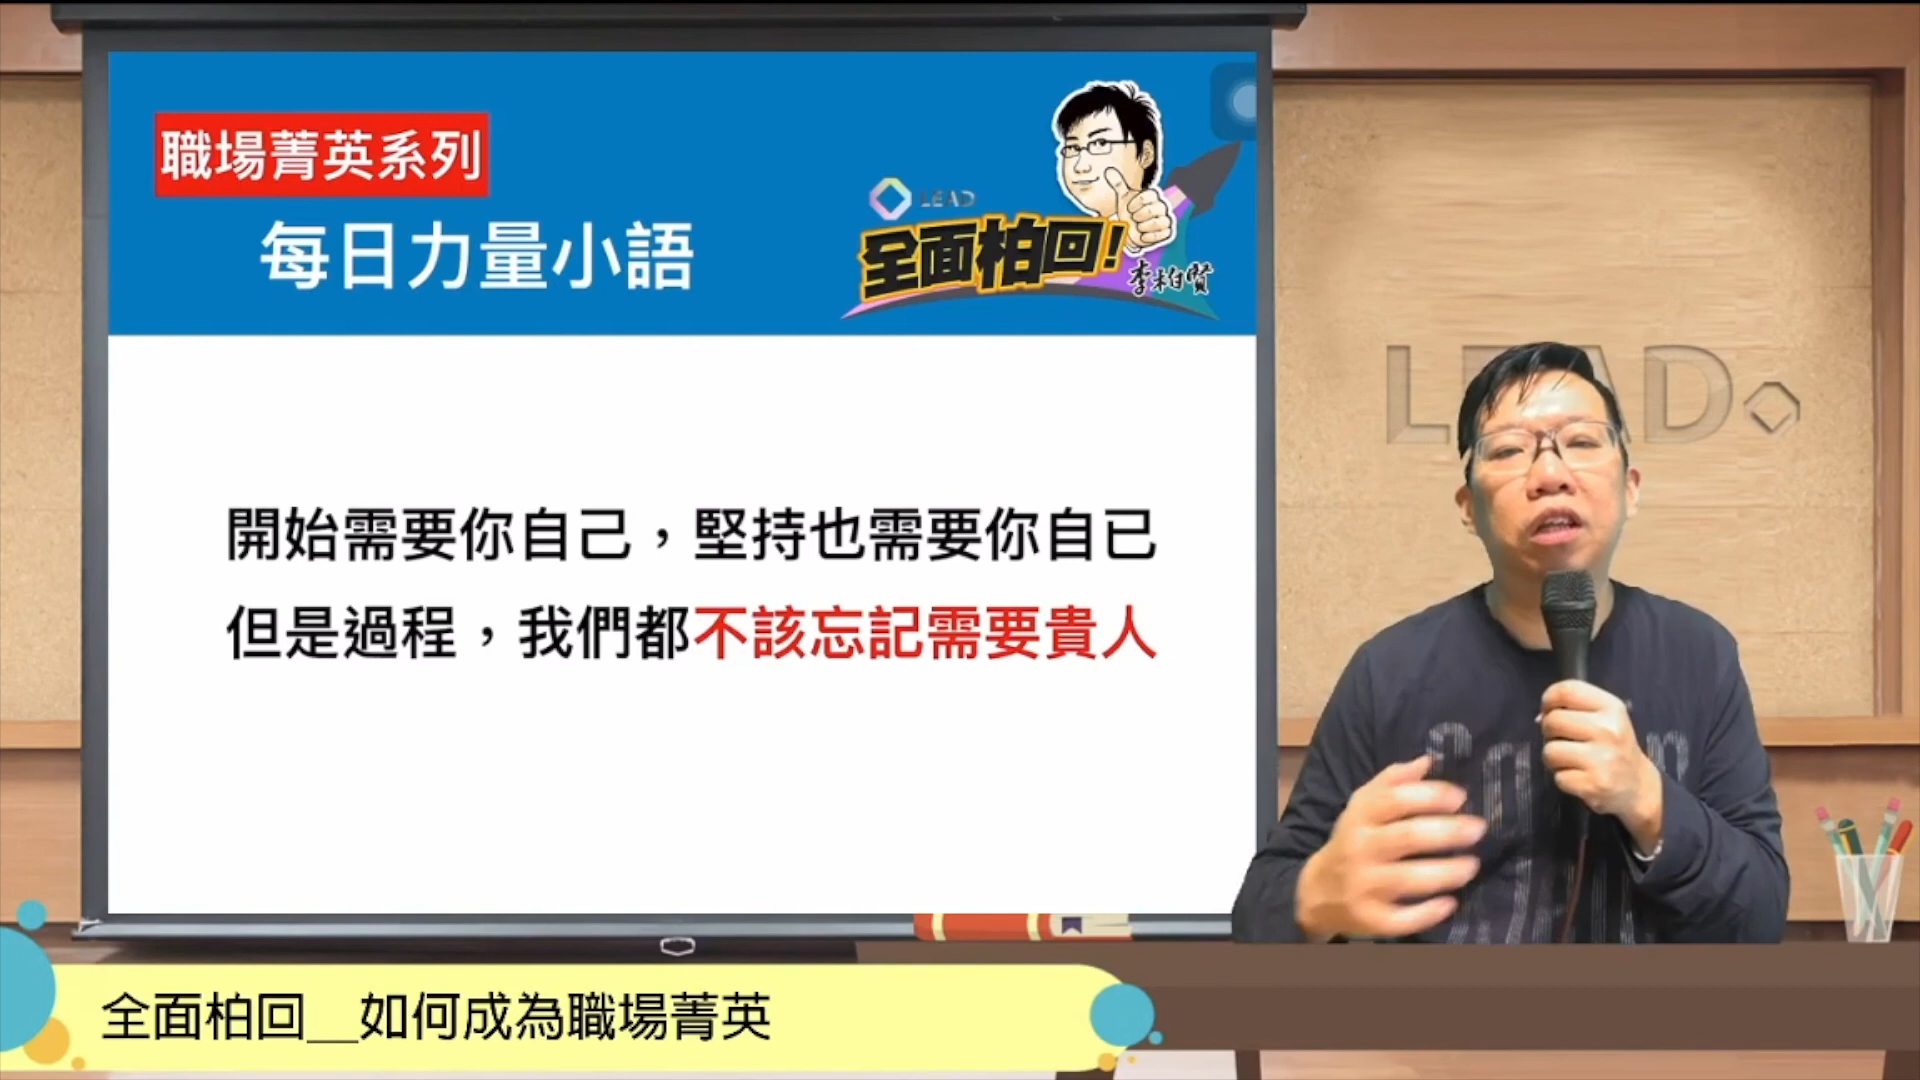 職場菁英系列
每日力量小語
LEAD
全面柏回!
李柏賢
開始需要你自己，堅持也需要你自已
但是過程，我們都不該忘記需要貴人
LEAD
全面柏回__如何成為職場菁英